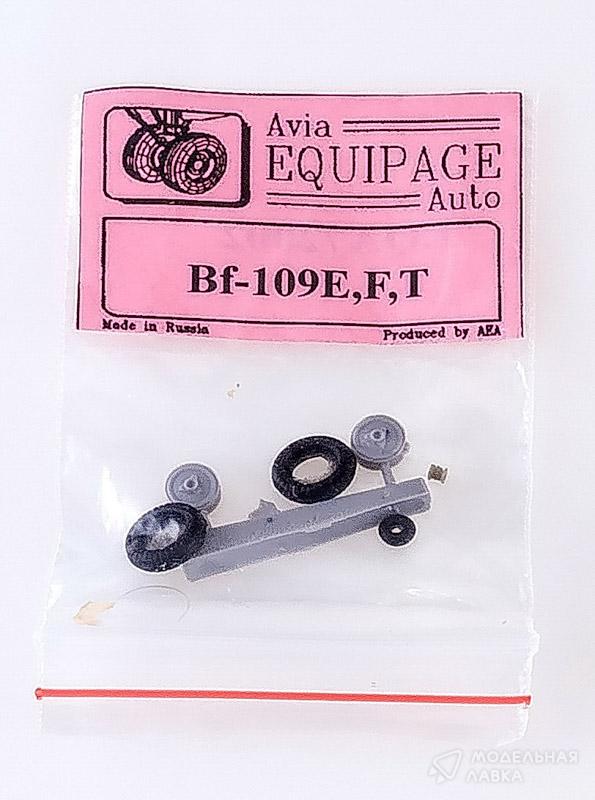 Avia
EQUIPAGE
Auto
Bf-109E,F,T
Made in Russia
Produced by AEA
МОДЕЛЬНАЯ
ЛАВКА